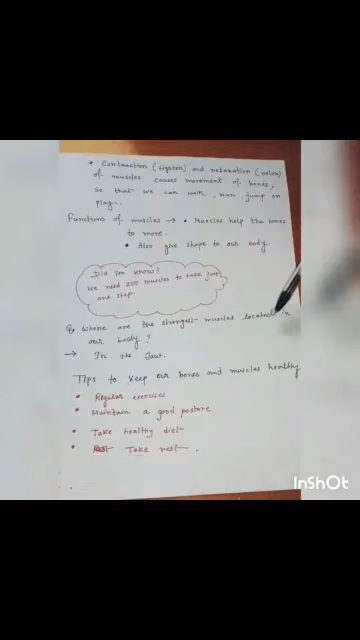 • Contraction (tighten) and relaxation (relax)
of muscles causes movement of bones,
so that we can walk, run, jump or
play.
Functions of muscles → • Muscles help the bones
to move.
• Also give shape to our body.
Did you know?
We need 200 muscles to take just
one step.
Q. Where are the strongest muscles located in
our body?
→ In the Jaw.
Tips to keep our bones and muscles healthy
• Regular exercises
• Maintain a good posture
• Take healthy diet
• Take rest.
InShOt